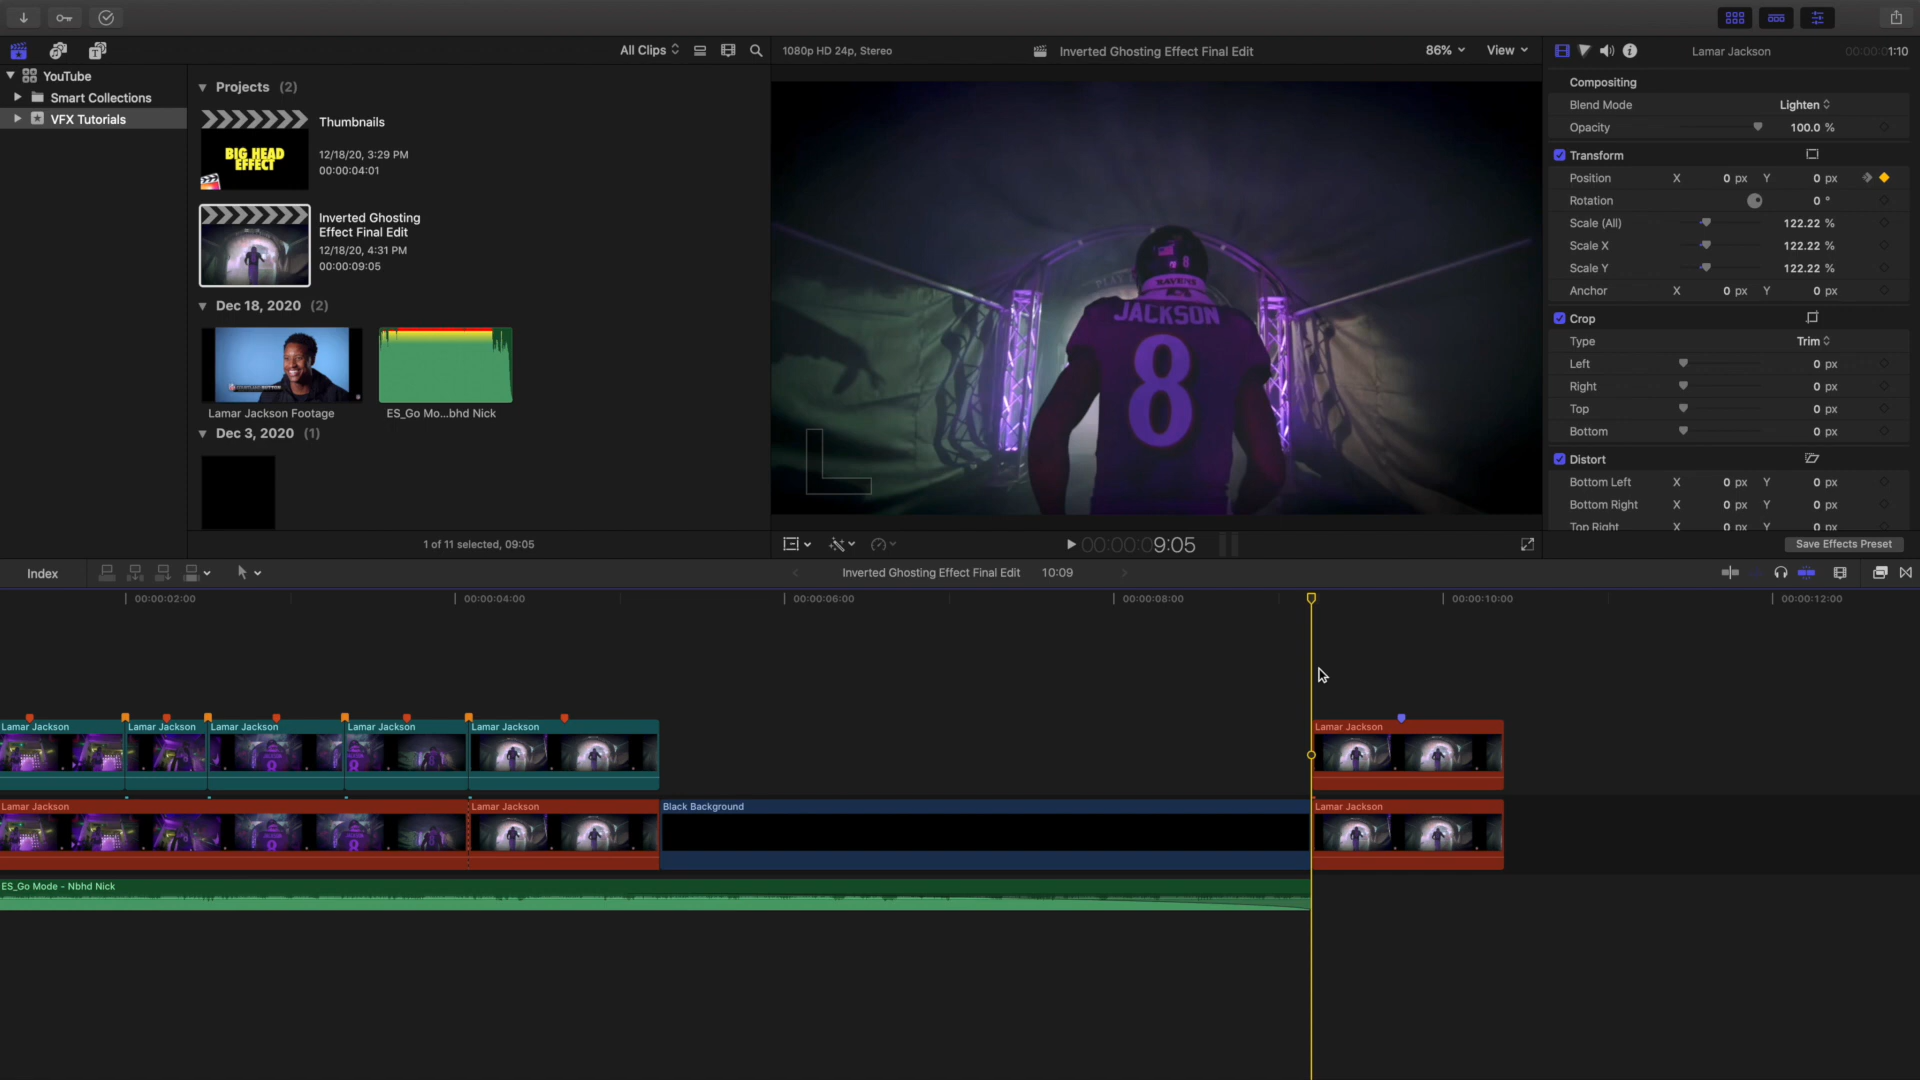 All Clips
1080p HD 24p, Stereo
Inverted Ghosting Effect Final Edit
86%
View
Lamar Jackson
00:00:01:10
YouTube
Smart Collections
VFX Tutorials
Projects (2)
BIG HEAD
EFFECT
Thumbnails
12/18/20, 3:29 PM
00:00:04:01
Inverted Ghosting
Effect Final Edit
12/18/20, 4:31 PM
00:00:09:05
Dec 18, 2020 (2)
Lamar Jackson Footage
ES_Go Mo...bhd Nick
Dec 3, 2020 (1)
1 of 11 selected, 09:05
8
RAVENS
JACKSON
8
00:00:00:09:05
Compositing
Blend Mode Lighten
Opacity 100.0 %
Transform
Position X 0 px Y 0 px
Rotation 0 °
Scale (All) 122.22 %
Scale X 122.22 %
Scale Y 122.22 %
Anchor X 0 px Y 0 px
Crop
Type Trim
Left 0 px
Right 0 px
Top 0 px
Bottom 0 px
Distort
Bottom Left X 0 px Y 0 px
Bottom Right X 0 px Y 0 px
Top Right X 0 px Y 0 px
Save Effects Preset
Index
Inverted Ghosting Effect Final Edit 10:09
00:00:02:00
00:00:04:00
00:00:06:00
00:00:08:00
00:00:10:00
00:00:12:00
Lamar Jackson
Lamar Jackson
Lamar Jackson
Lamar Jackson
Lamar Jackson
Lamar Jackson
Lamar Jackson
Lamar Jackson
Black Background
Lamar Jackson
ES_Go Mode - Nbhd Nick